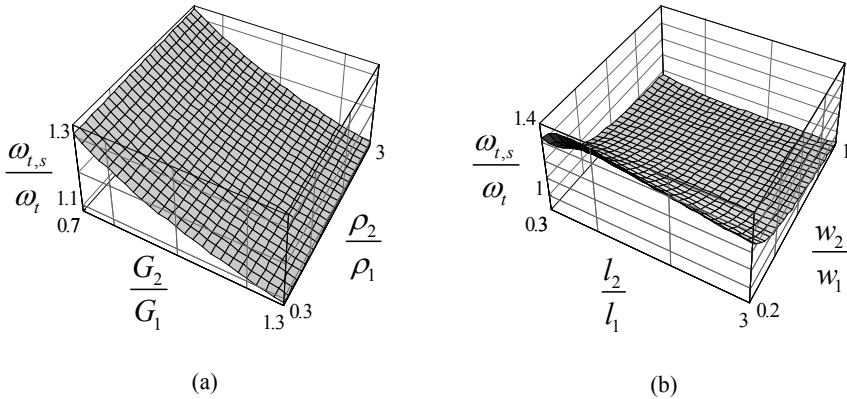 1.3
ω_{t,s}
ω_t
1.1
0.7
G_2
G_1
1.3
0.3
ρ_2
ρ_1
3
1.4
ω_{t,s}
ω_t
1
0.3
l_2
l_1
3
0.2
w_2
w_1
1
(a)
(b)